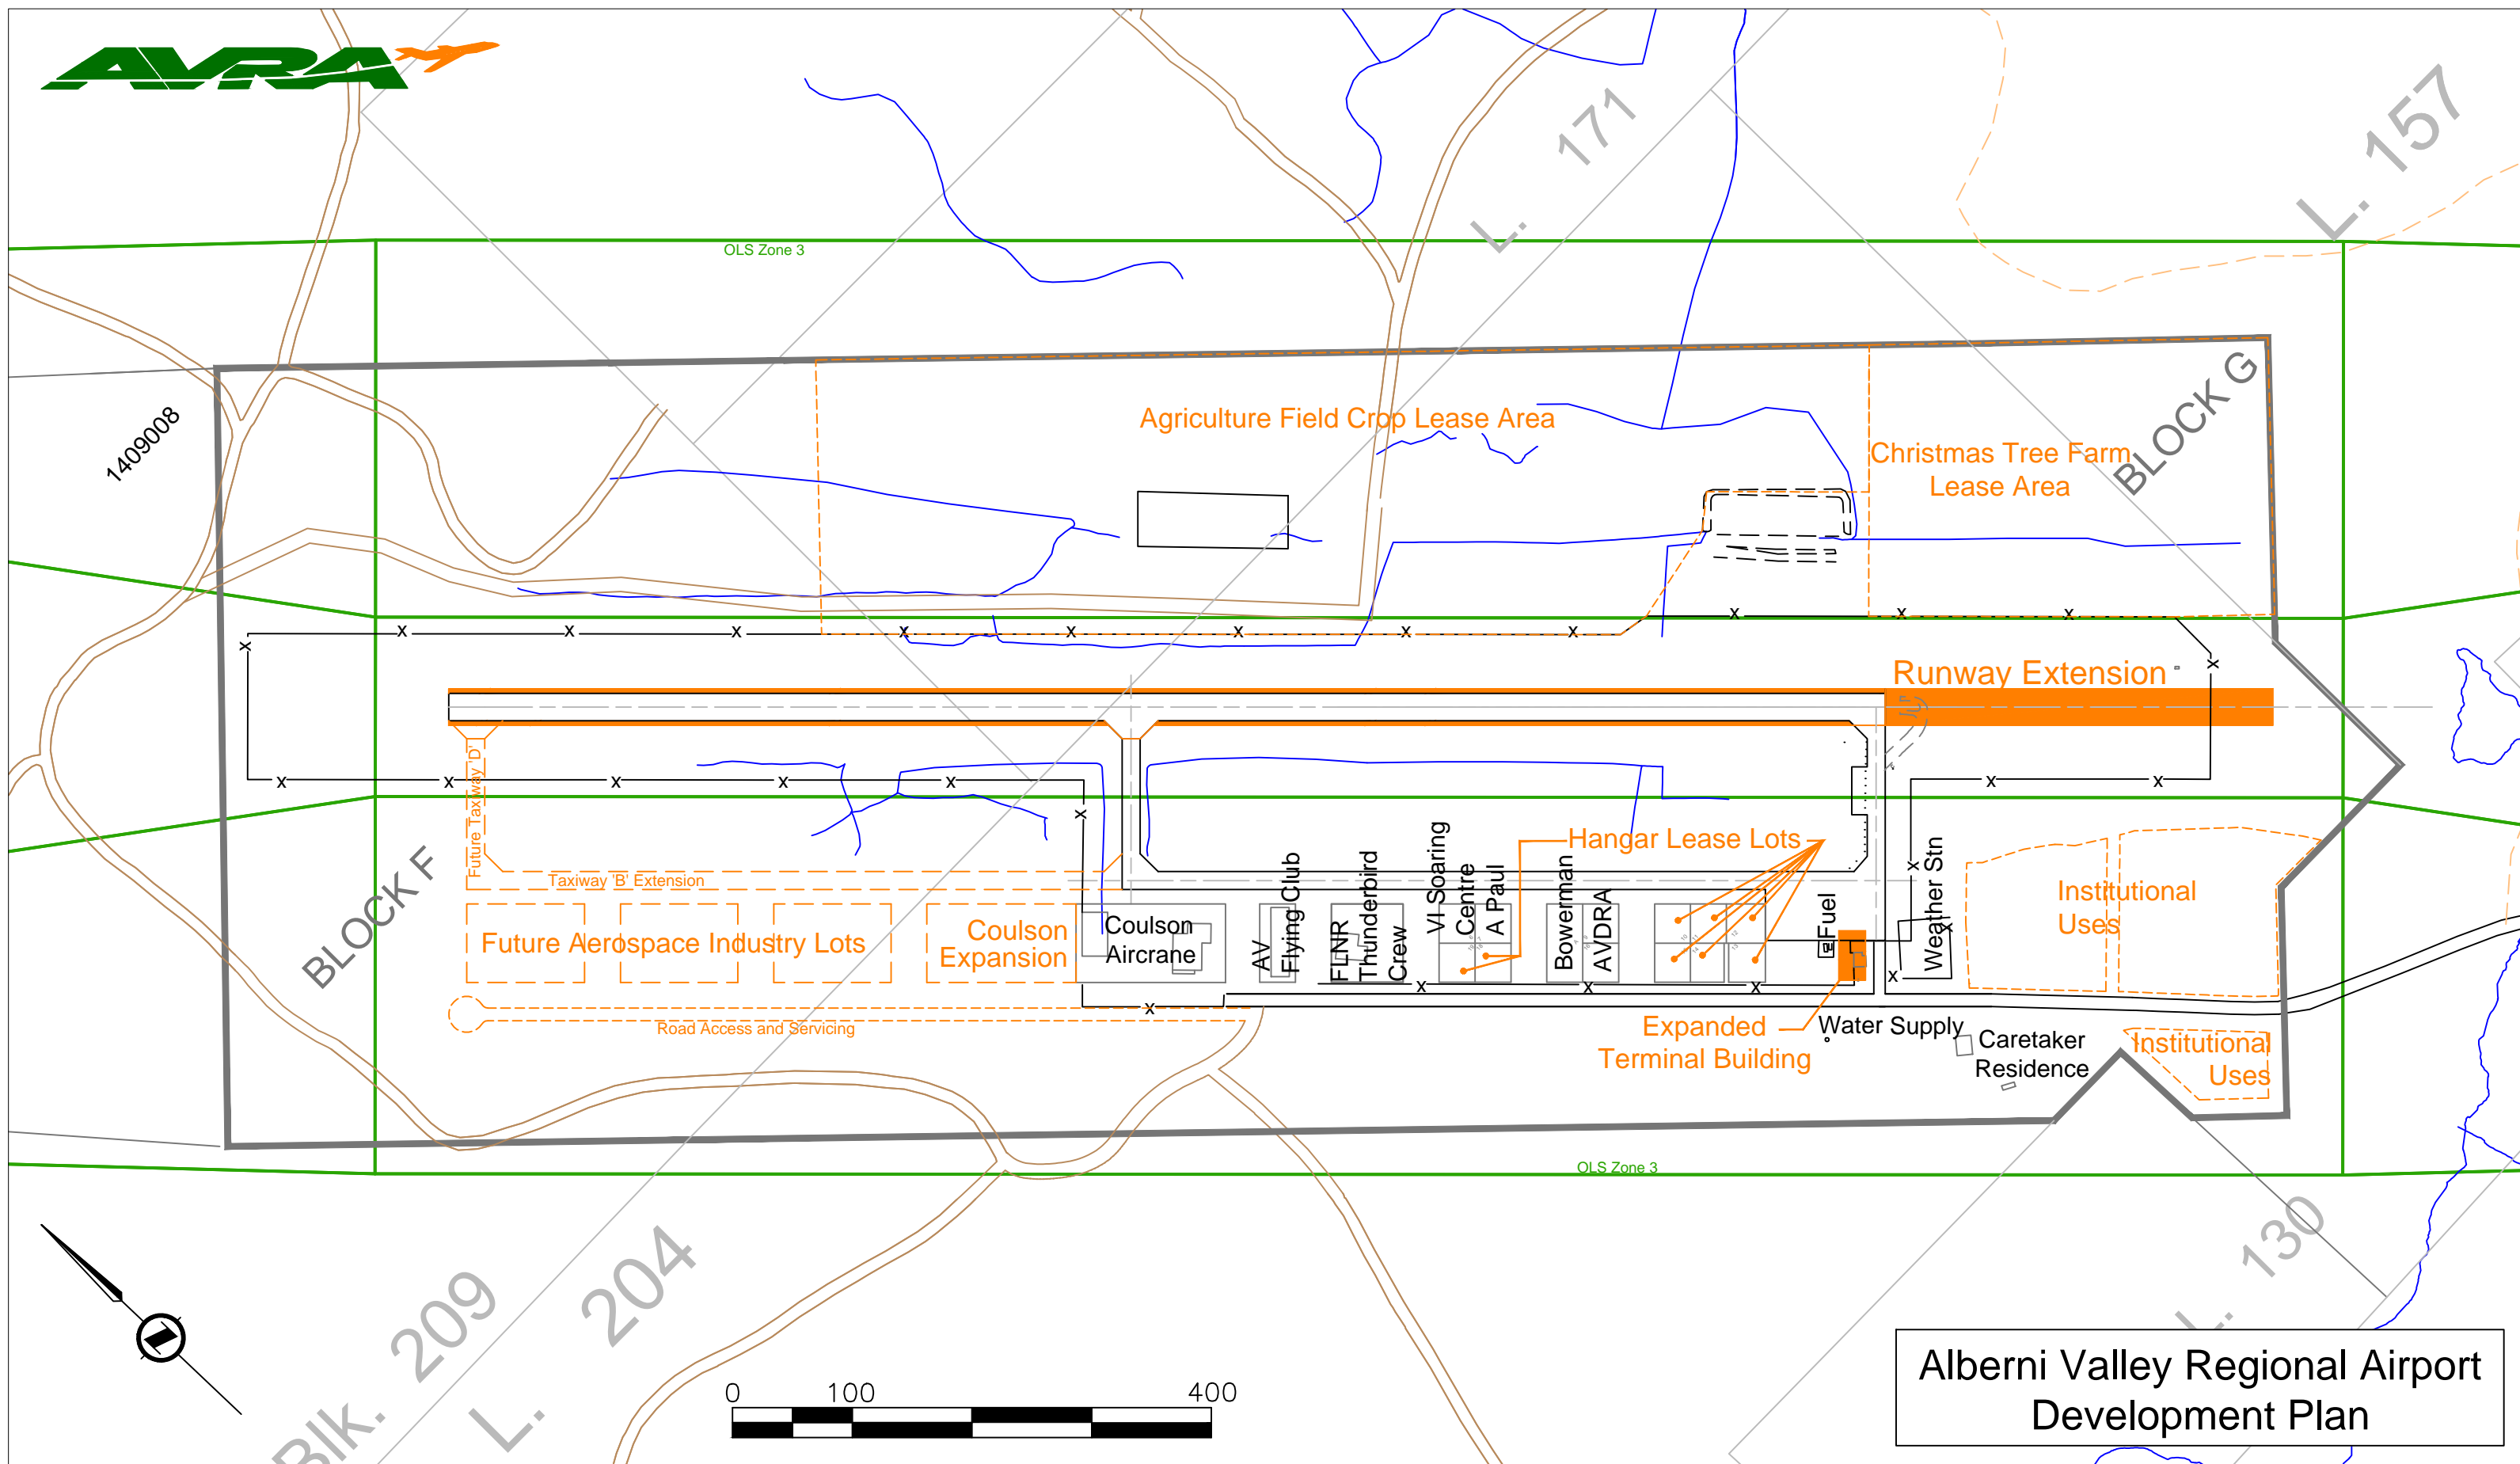 AVRA
L. 171
L. 157
OLS Zone 3
1409008
Agriculture Field Crop Lease Area
Christmas Tree Farm
Lease Area
BLOCK G
Runway Extension
Future Taxiway 'D'
Taxiway 'B' Extension
BLOCK F
Future Aerospace Industry Lots
Coulson
Expansion
Coulson
Aircrane
AV
Flying Club
FLNR
Thunderbird
Crew
VI Soaring
Centre
A Paul
Bowerman
AVDRA
Hangar Lease Lots
Fuel
Weather Stn
Institutional
Uses
Road Access and Servicing
Expanded
Terminal Building
Water Supply
Caretaker
Residence
Institutional
Uses
OLS Zone 3
Blk. 209
L. 204
L. 130
0 100 400
Alberni Valley Regional Airport
Development Plan